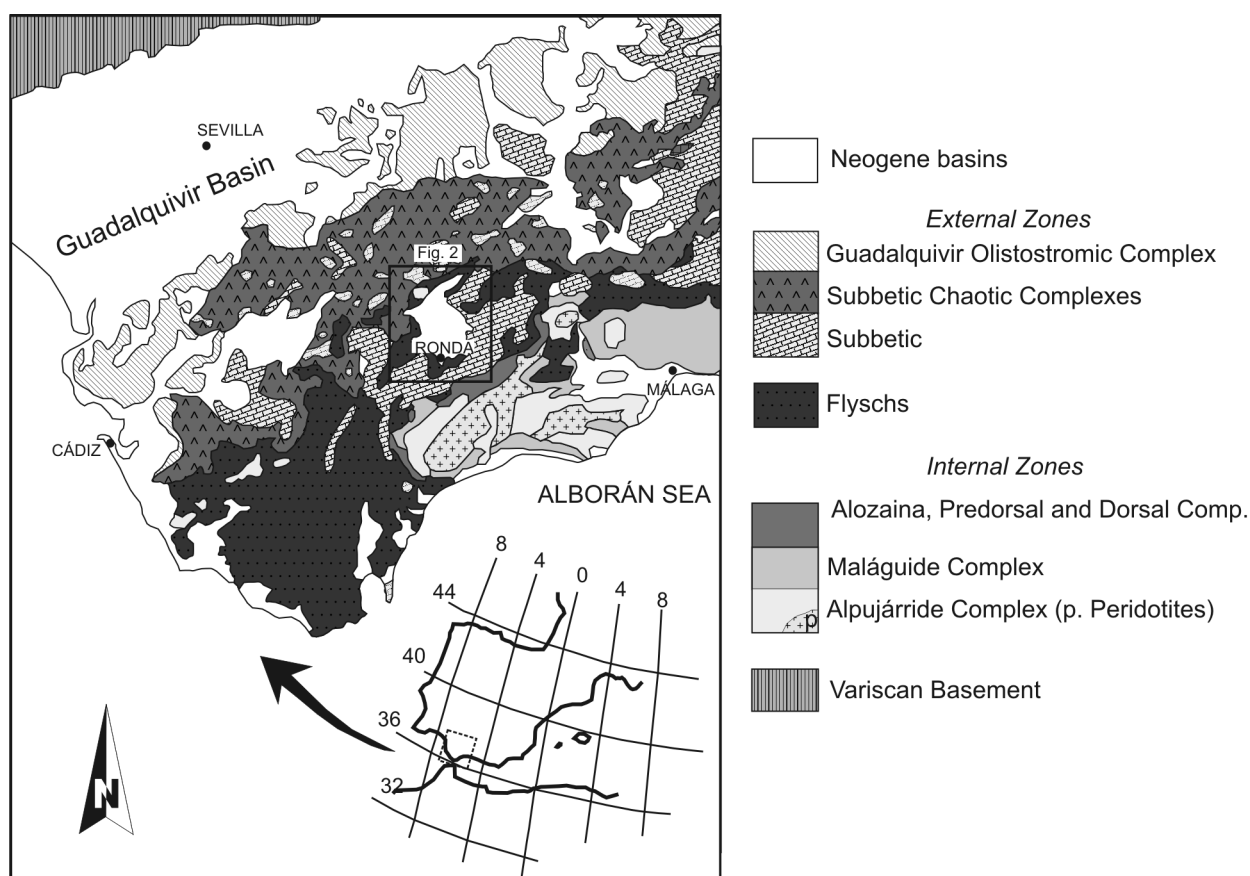 SEVILLA
Guadalquivir Basin
Fig. 2
RONDA
MÁLAGA
CÁDIZ
ALBORÁN SEA
8
4
0
4
8
44
40
36
32
N
Neogene basins
External Zones
Guadalquivir Olistostromic Complex
Subbetic Chaotic Complexes
Subbetic
Flyschs
Internal Zones
Alozaina, Predorsal and Dorsal Comp.
Maláguide Complex
Alpujárride Complex (p. Peridotites)
p
Variscan Basement